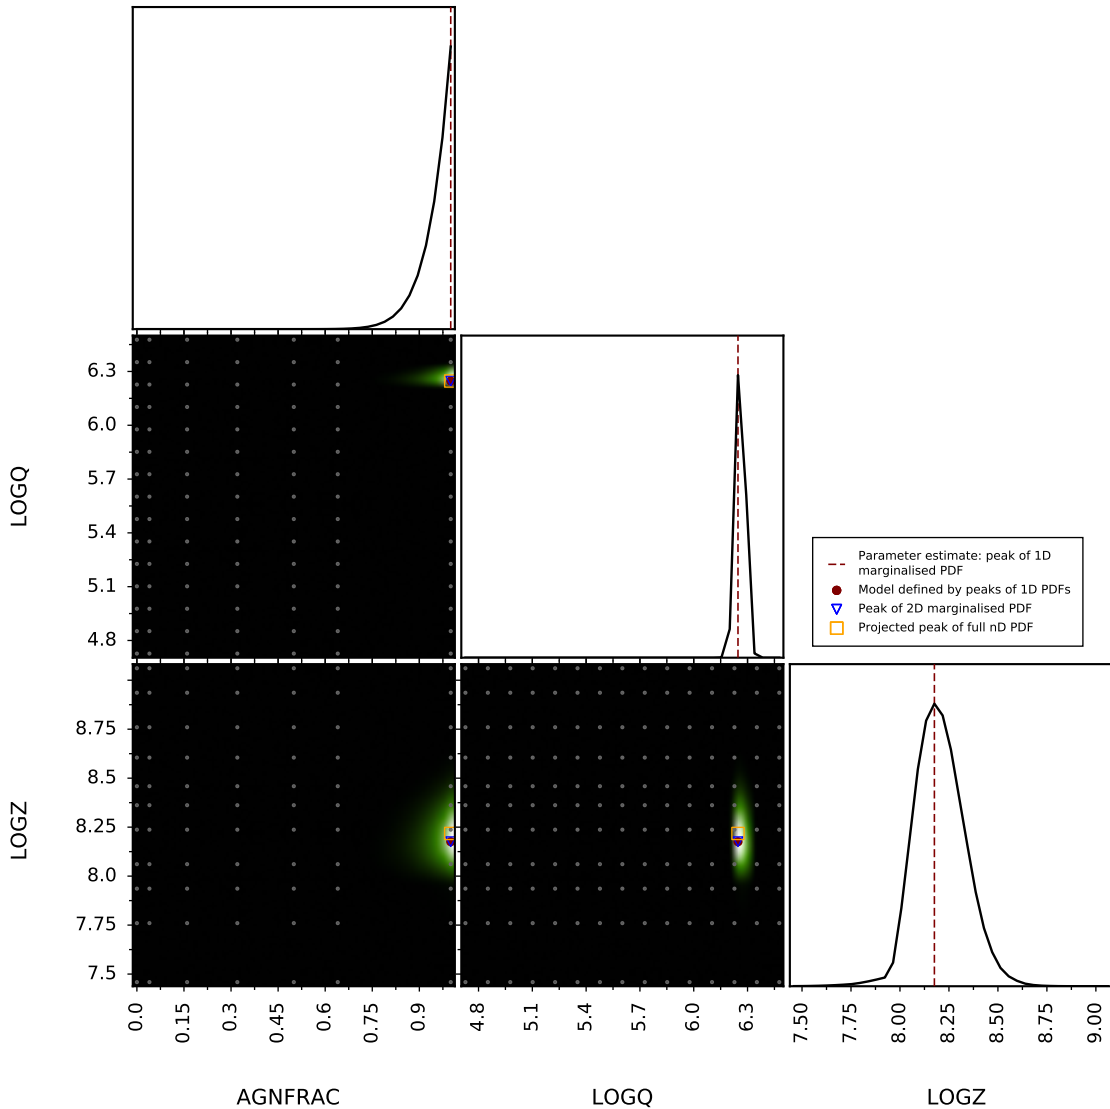 6.3
6.0
5.7
5.4
5.1
4.8
LOGQ
Parameter estimate: peak of 1D
marginalised PDF
Model defined by peaks of 1D PDFs
Peak of 2D marginalised PDF
Projected peak of full nD PDF
8.75
8.5
8.25
8.0
7.75
7.5
LOGZ
0.0 0.15 0.3 0.45 0.6 0.75 0.9
4.8 5.1 5.4 5.7 6.0 6.3
7.50 7.75 8.00 8.25 8.50 8.75 9.00
AGNFRAC LOGQ LOGZ